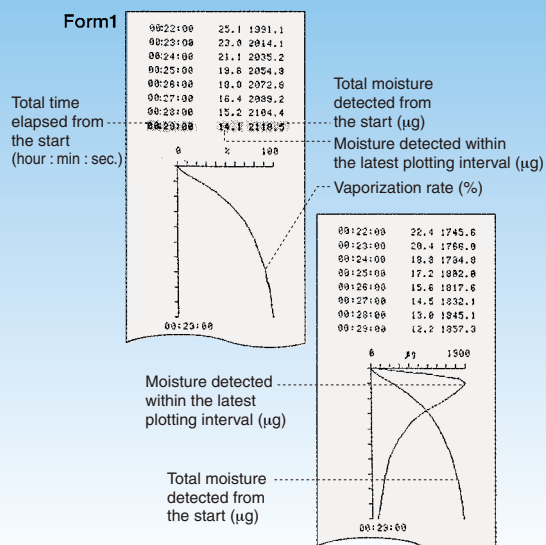 Form1
00:22:00 25.1 1991.1
00:23:00 23.0 2014.1
00:24:00 21.1 2035.2
00:25:00 19.6 2054.8
00:26:00 18.0 2072.8
00:27:00 16.4 2089.2
00:28:00 15.2 2104.4
00:29:00 14.1 2118.5
0 % 100
00:29:00
Total time
elapsed from
the start
(hour : min : sec.)
Total moisture
detected from
the start (μg)
Moisture detected within
the latest plotting interval (μg)
Vaporization rate (%)
00:22:00 22.4 1745.6
00:23:00 20.4 1766.0
00:24:00 18.8 1784.8
00:25:00 17.2 1802.0
00:26:00 15.6 1817.6
00:27:00 14.5 1832.1
00:28:00 13.0 1845.1
00:29:00 12.2 1857.3
0 μg 1900
00:29:00
Moisture detected
within the latest
plotting interval (μg)
Total moisture
detected from
the start (μg)